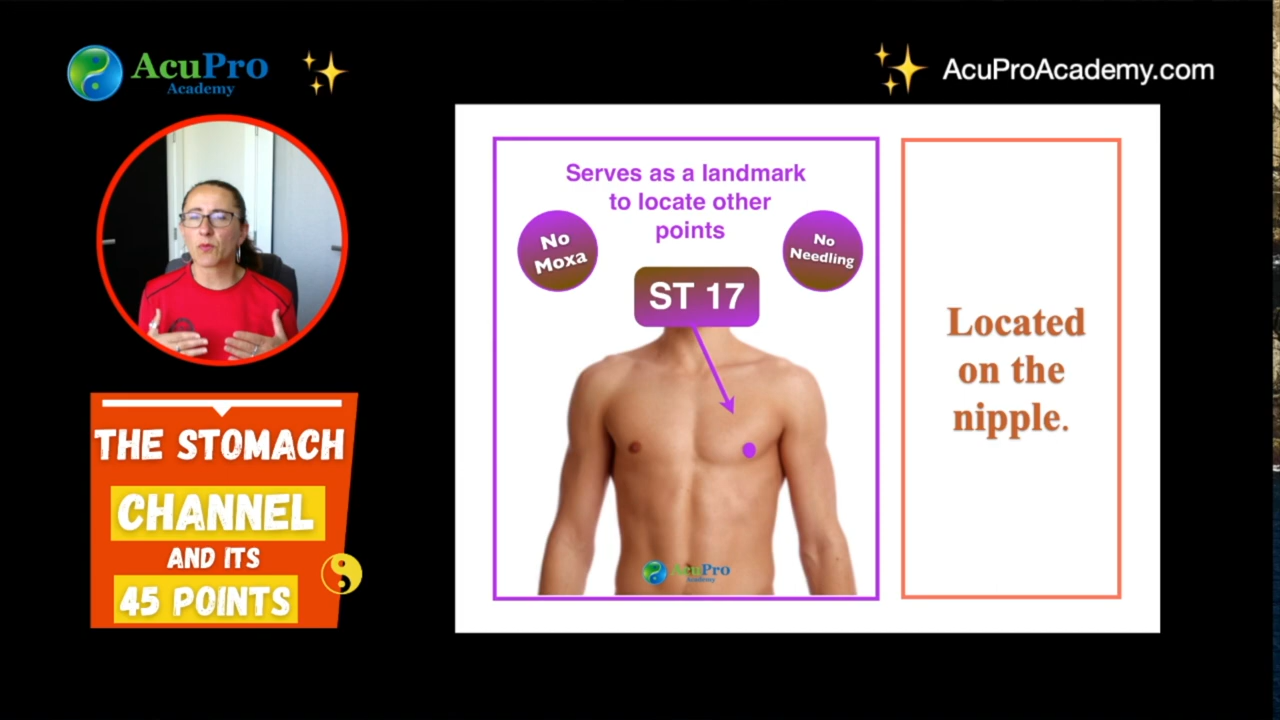 AcuPro
Academy
AcuProAcademy.com
THE STOMACH
CHANNEL
AND ITS
45 POINTS
Serves as a landmark
to locate other
points
No
Moxa
No
Needling
ST 17
AcuPro
Academy
Located
on the
nipple.